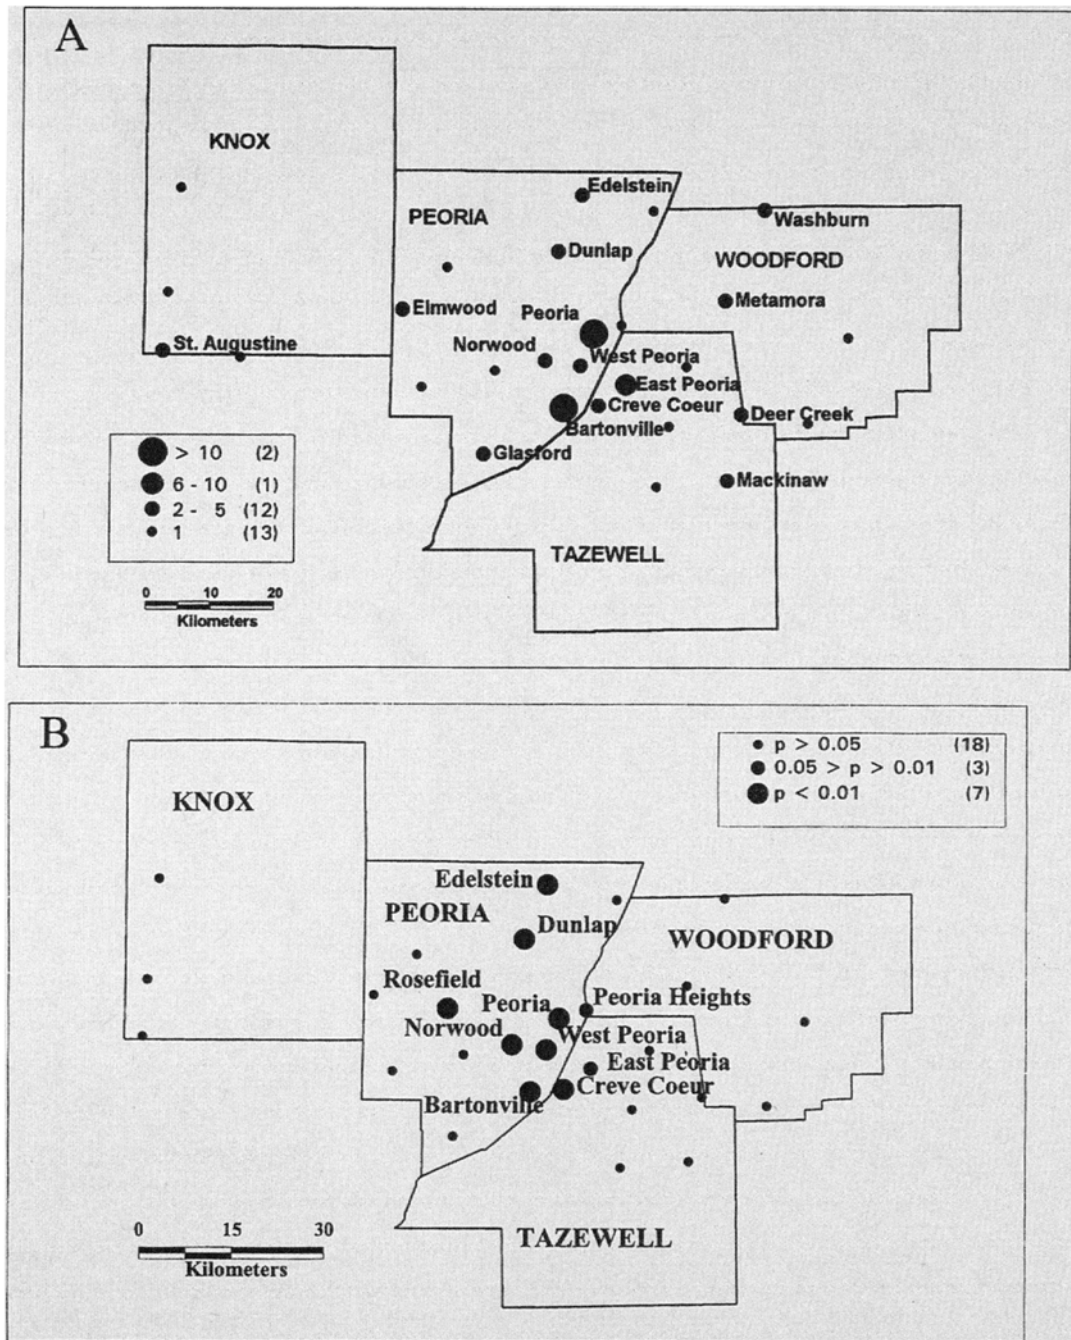 A
KNOX
Edelstein
PEORIA
Washburn
Dunlap
WOODFORD
Elmwood
Peoria
Metamora
St. Augustine
Norwood
West Peoria
East Peoria
Creve Coeur
Deer Creek
Bartonville
Glasford
Mackinaw
> 10 (2)
6 - 10 (1)
2 - 5 (12)
1 (13)
TAZEWELL
0 10 20
Kilometers
B
p > 0.05 (18)
0.05 > p > 0.01 (3)
p < 0.01 (7)
KNOX
Edelstein
PEORIA
Dunlap
WOODFORD
Rosefield
Peoria
Peoria Heights
Norwood
West Peoria
East Peoria
Creve Coeur
Bartonville
0 15 30
Kilometers
TAZEWELL